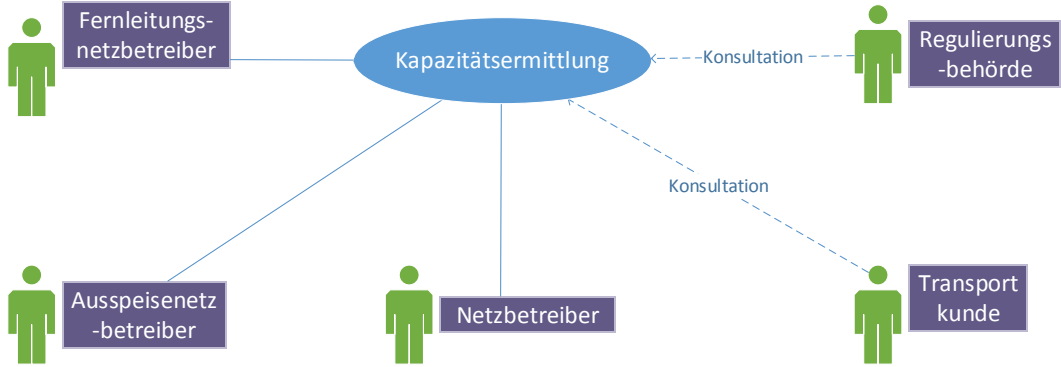 Fernleitungs-
netzbetreiber
Kapazitätsermittlung
Konsultation
Regulierungs
-behörde
Konsultation
Ausspeisenetz
-betreiber
Netzbetreiber
Transport
kunde